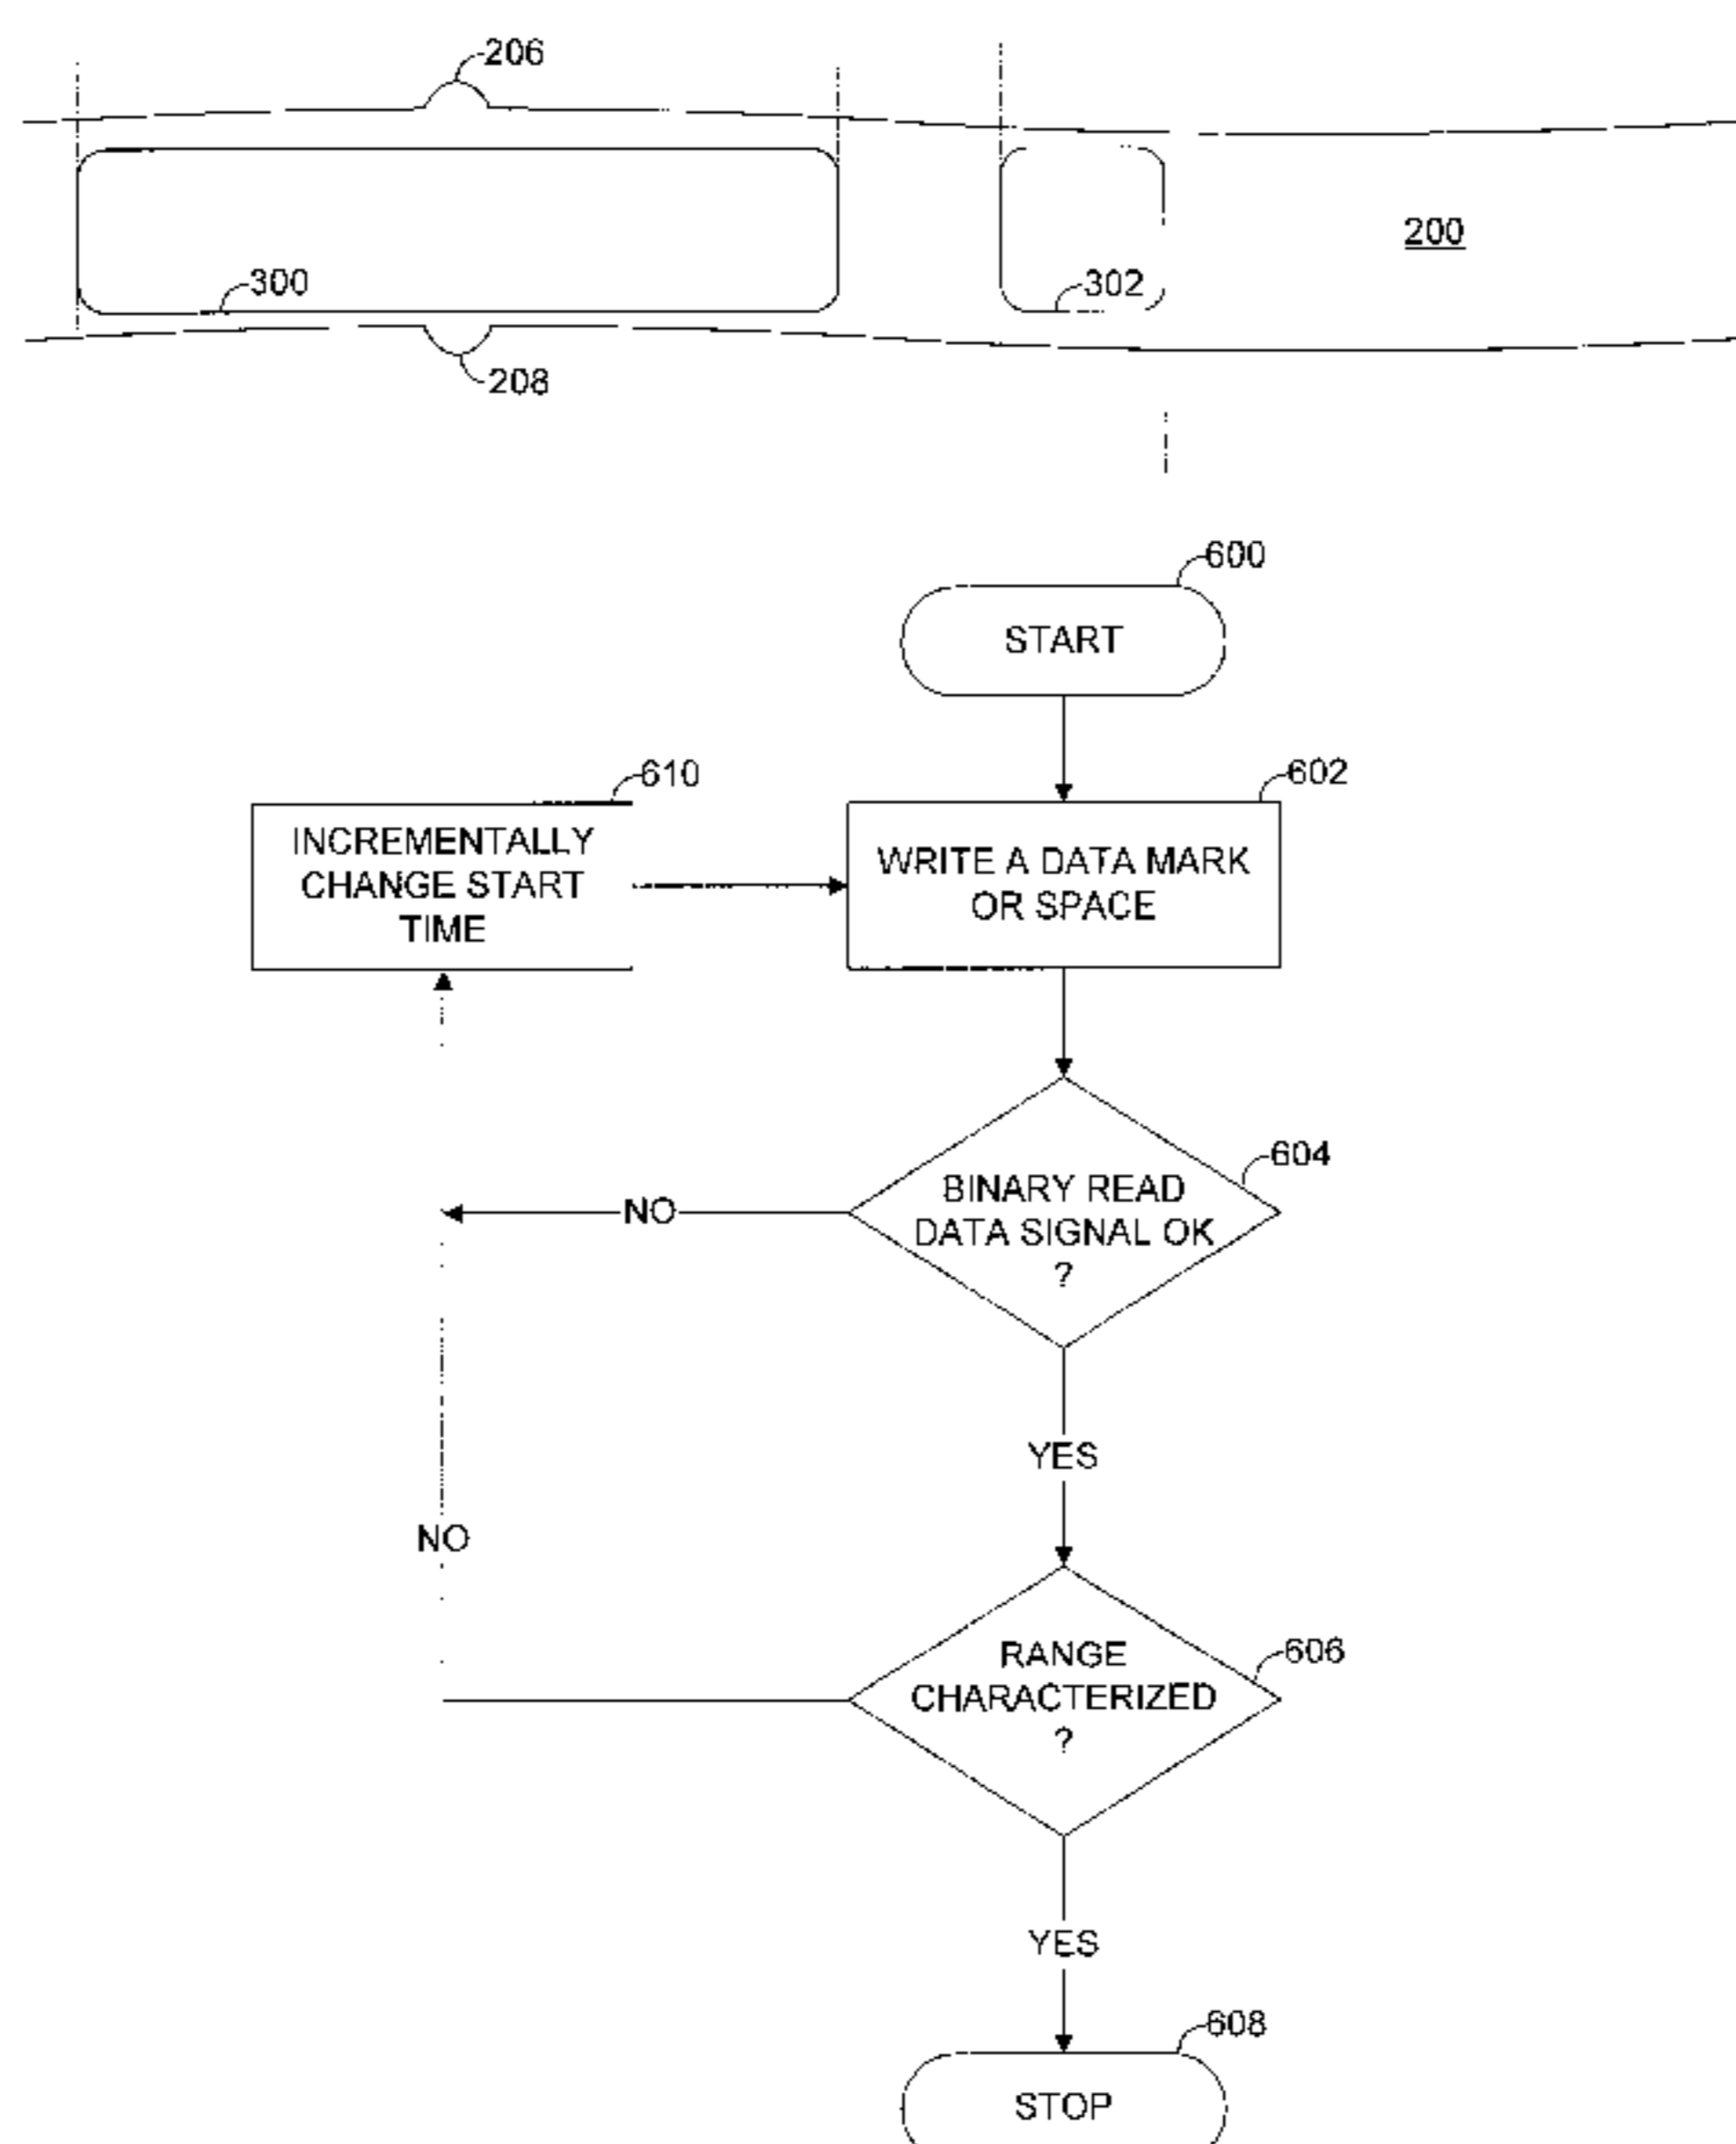 206
200
300
302
208
600
START
610
602
INCREMENTALLY
CHANGE START
TIME
WRITE A DATA MARK
OR SPACE
604
BINARY READ
DATA SIGNAL OK
?
NO
YES
NO
606
RANGE
CHARACTERIZED
?
YES
608
STOP